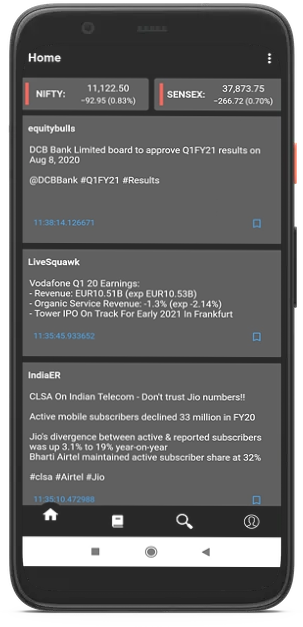 Home
NIFTY: 11,122.50
−92.95 (0.83%)
SENSEX: 37,873.75
−266.72 (0.70%)
equitybulls
DCB Bank Limited board to approve Q1FY21 results on
Aug 8, 2020
@DCBBank #Q1FY21 #Results
11:38:14.126671
LiveSquawk
Vodafone Q1 20 Earnings:
- Revenue: EUR10.51B (exp EUR10.53B)
- Organic Service Revenue: -1.3% (exp -2.14%)
- Tower IPO On Track For Early 2021 In Frankfurt
11:35:45.933652
IndiaER
CLSA On Indian Telecom - Don't trust Jio numbers!!
Active mobile subscribers declined 33 million in FY20
Jio's divergence between active & reported subscribers
was up 3.1% to 19% year-on-year
Bharti Airtel maintained active subscriber share at 32%
#clsa #Airtel #Jio
11:35:10.472988